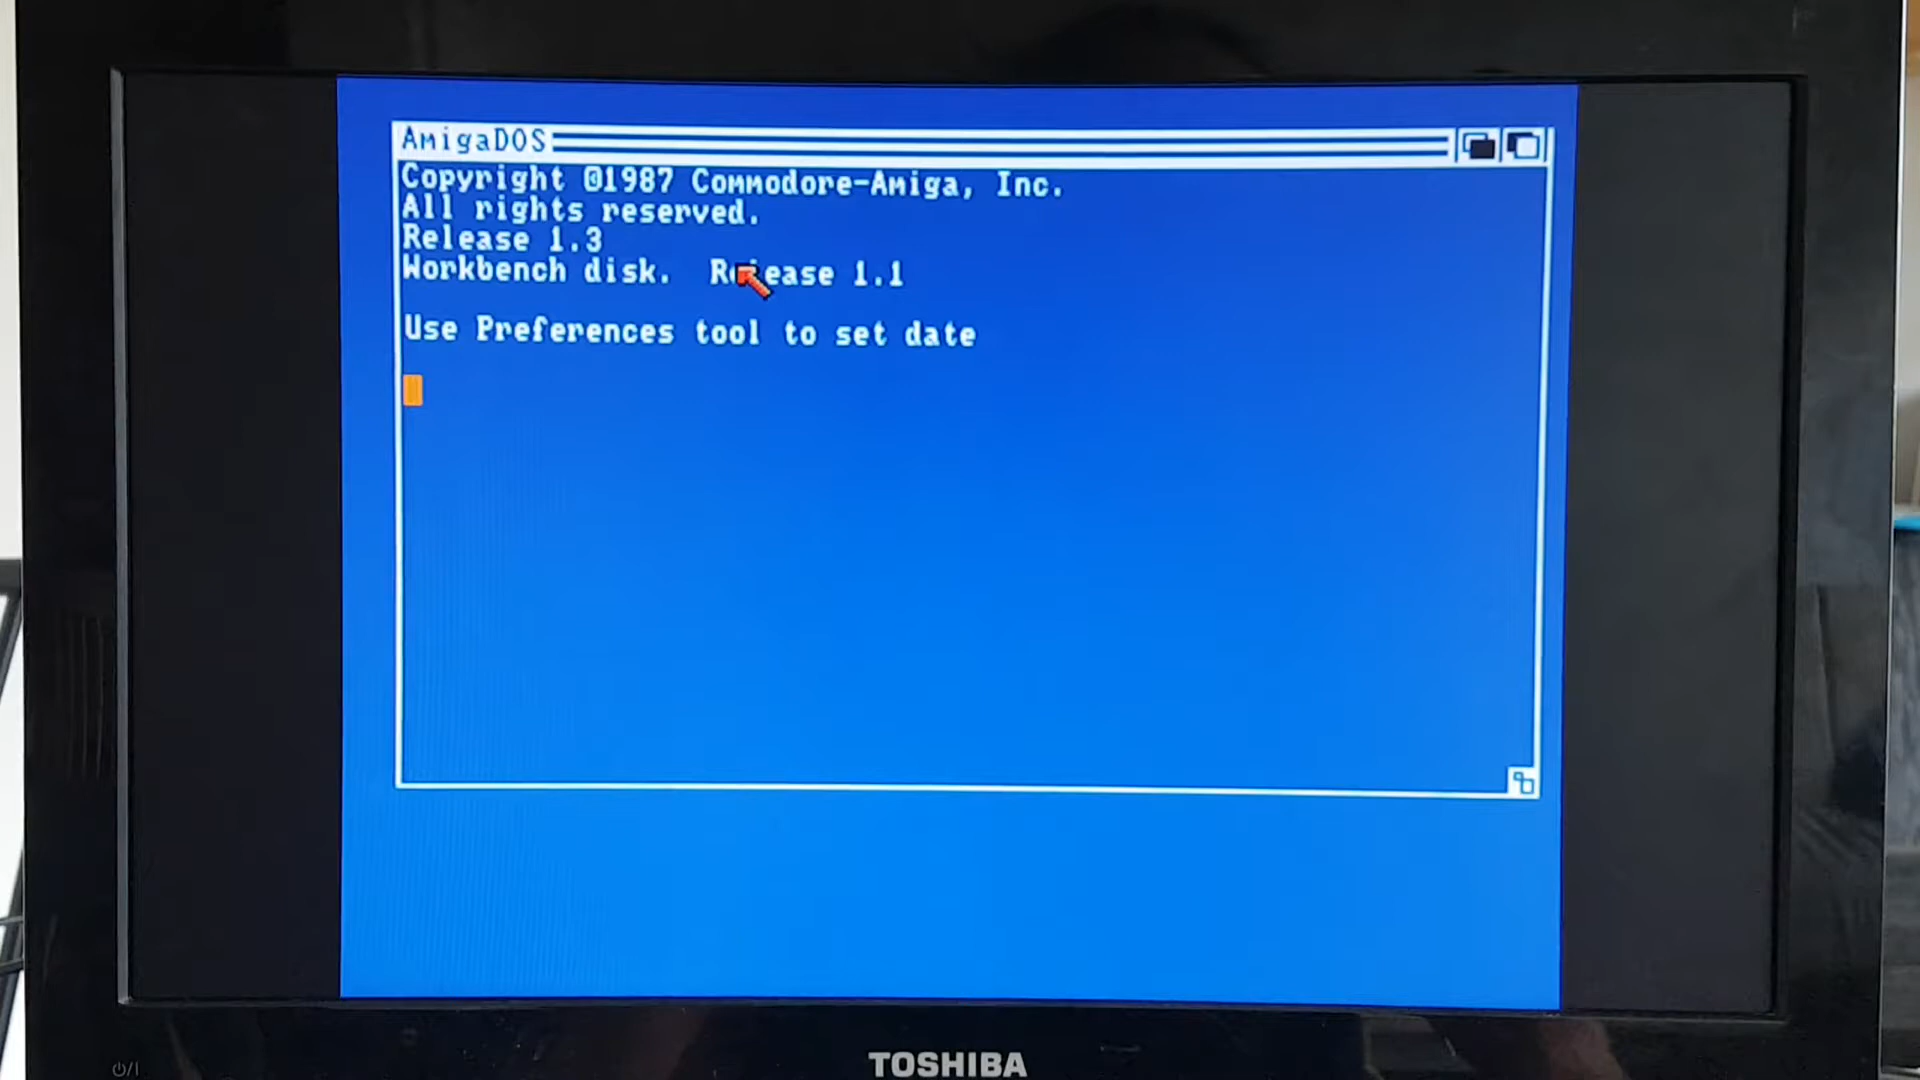 AmigaDOS
Copyright ©1987 Commodore-Amiga, Inc.
All rights reserved.
Release 1.3
Workbench disk.  Release 1.1
Use Preferences tool to set date
TOSHIBA